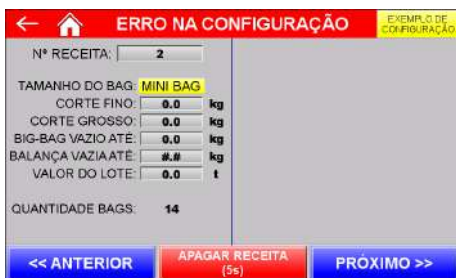 ERRO NA CONFIGURAÇÃO
EXEMPLO DE
CONFIGURAÇÃO
Nº RECEITA: 2
TAMANHO DO BAG: MINI BAG
CORTE FINO: 0.0 kg
CORTE GROSSO: 0.0 kg
BIG-BAG VAZIO ATÉ: 0.0 kg
BALANÇA VAZIA ATÉ: #.# kg
VALOR DO LOTE: 0.0 t
QUANTIDADE BAGS: 14
<< ANTERIOR
APAGAR RECEITA
(5s)
PRÓXIMO >>